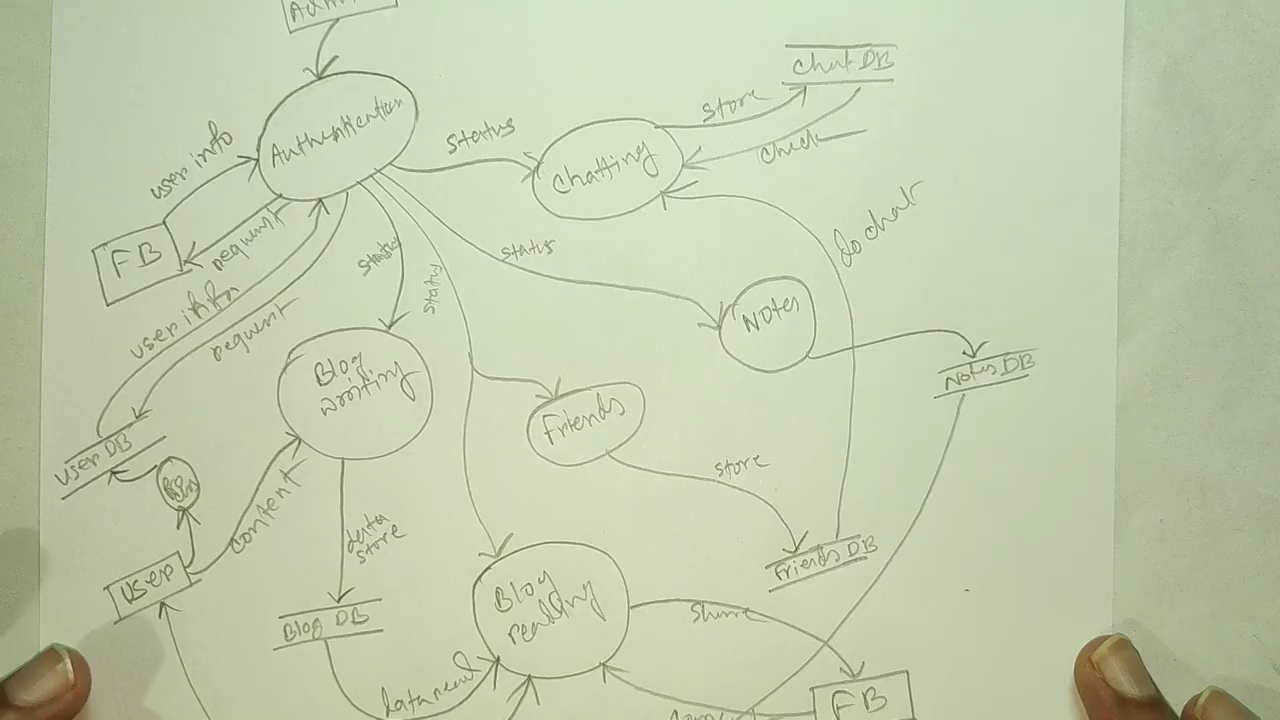 Authentication
Chat DB
store
status
Chatting
check
user info
do chat
FB
request
status
status
status
Notes
user info
request
Blog
writing
Notes DB
Friends
user DB
store
content
data
store
user
Friends DB
Blog
reading
Blog DB
share
data read
FB